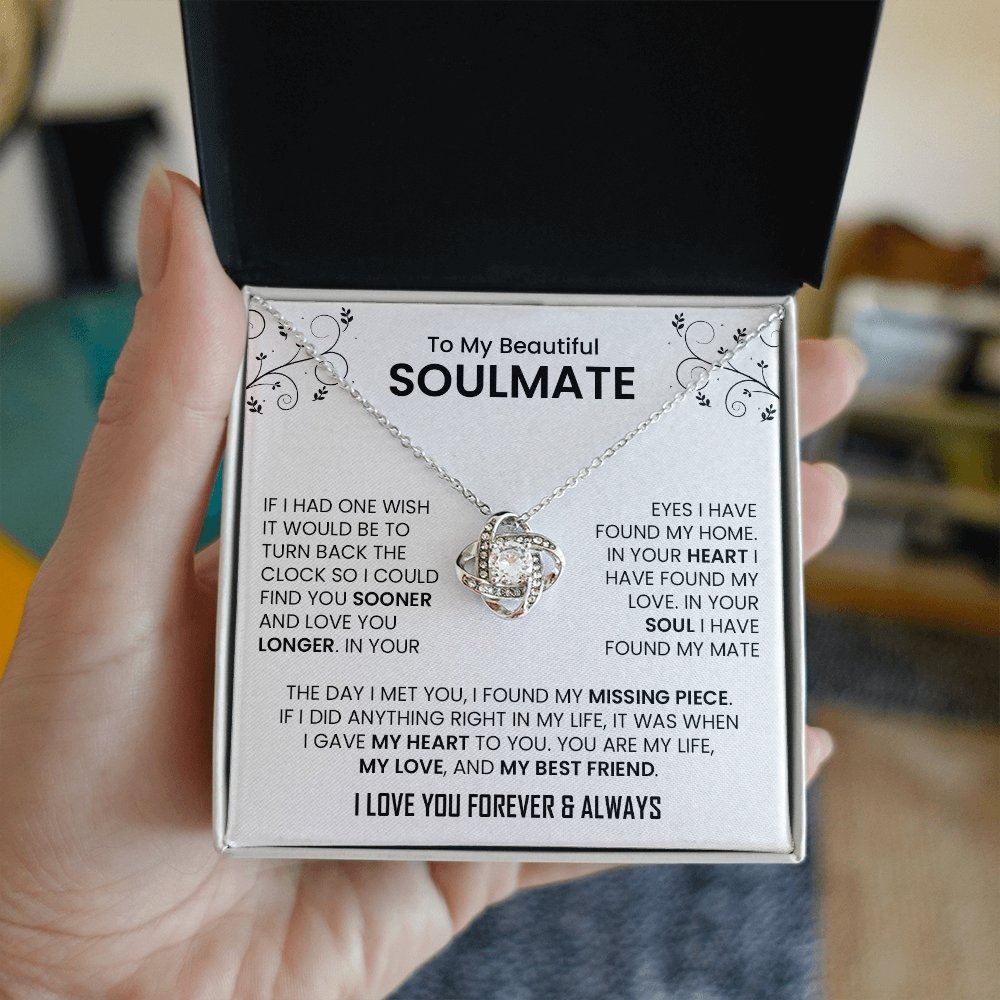 To My Beautiful
SOULMATE
IF I HAD ONE WISH
IT WOULD BE TO
TURN BACK THE
CLOCK SO I COULD
FIND YOU SOONER
AND LOVE YOU
LONGER. IN YOUR
EYES I HAVE
FOUND MY HOME.
IN YOUR HEART I
HAVE FOUND MY
LOVE. IN YOUR
SOUL I HAVE
FOUND MY MATE
THE DAY I MET YOU, I FOUND MY MISSING PIECE.
IF I DID ANYTHING RIGHT IN MY LIFE, IT WAS WHEN
I GAVE MY HEART TO YOU. YOU ARE MY LIFE,
MY LOVE, AND MY BEST FRIEND.
I LOVE YOU FOREVER & ALWAYS